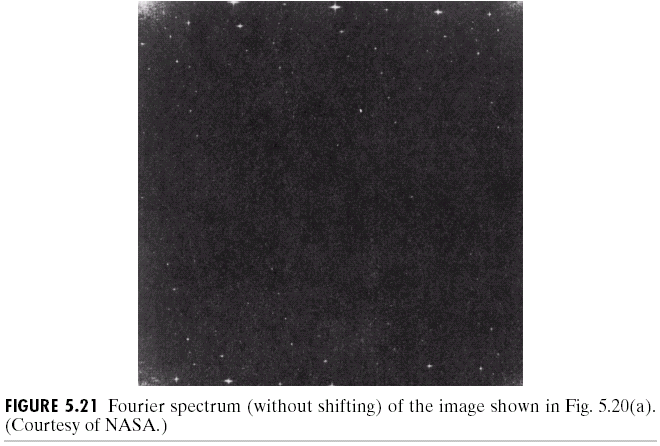 FIGURE 5.21 Fourier spectrum (without shifting) of the image shown in Fig. 5.20(a).
(Courtesy of NASA.)